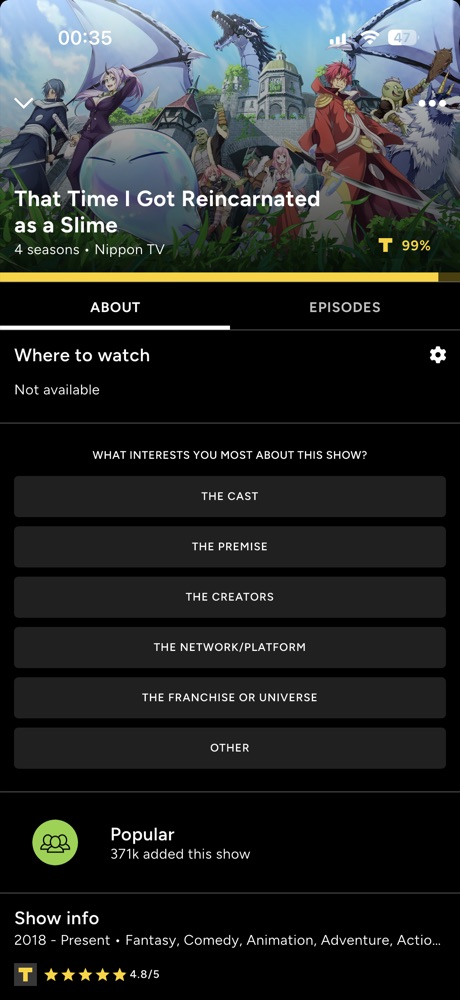 00:35
47
That Time I Got Reincarnated
as a Slime
4 seasons • Nippon TV
T 99%
ABOUT
EPISODES
Where to watch
Not available
WHAT INTERESTS YOU MOST ABOUT THIS SHOW?
THE CAST
THE PREMISE
THE CREATORS
THE NETWORK/PLATFORM
THE FRANCHISE OR UNIVERSE
OTHER
Popular
371k added this show
Show info
2018 - Present • Fantasy, Comedy, Animation, Adventure, Actio...
T 4.8/5